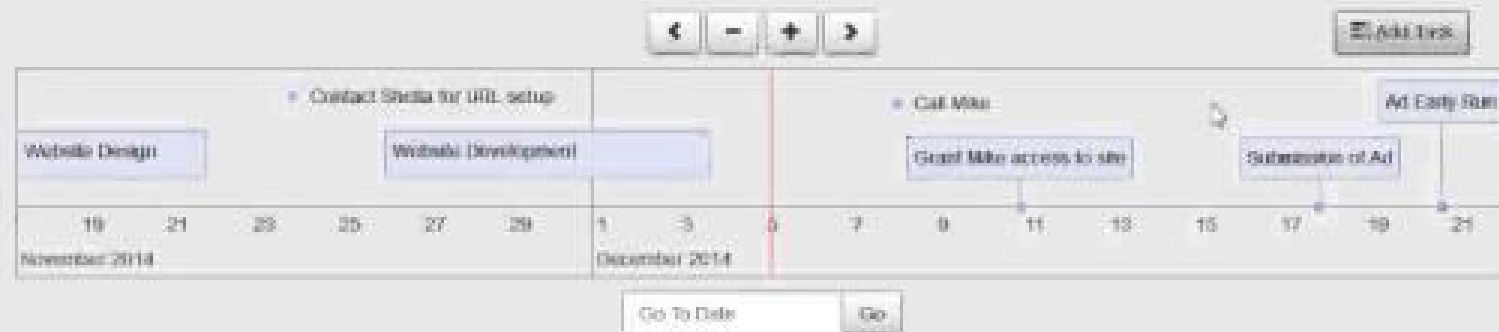 Add Task
Contact Sheila for URL setup
Call Mike
Ad Early Run
Website Design
Website Development
Grant Mike access to site
Submission of Ad
19 21 23 25 27 29 1 3 5 7 9 11 13 15 17 19 21
November 2014
December 2014
Go To Date
Go